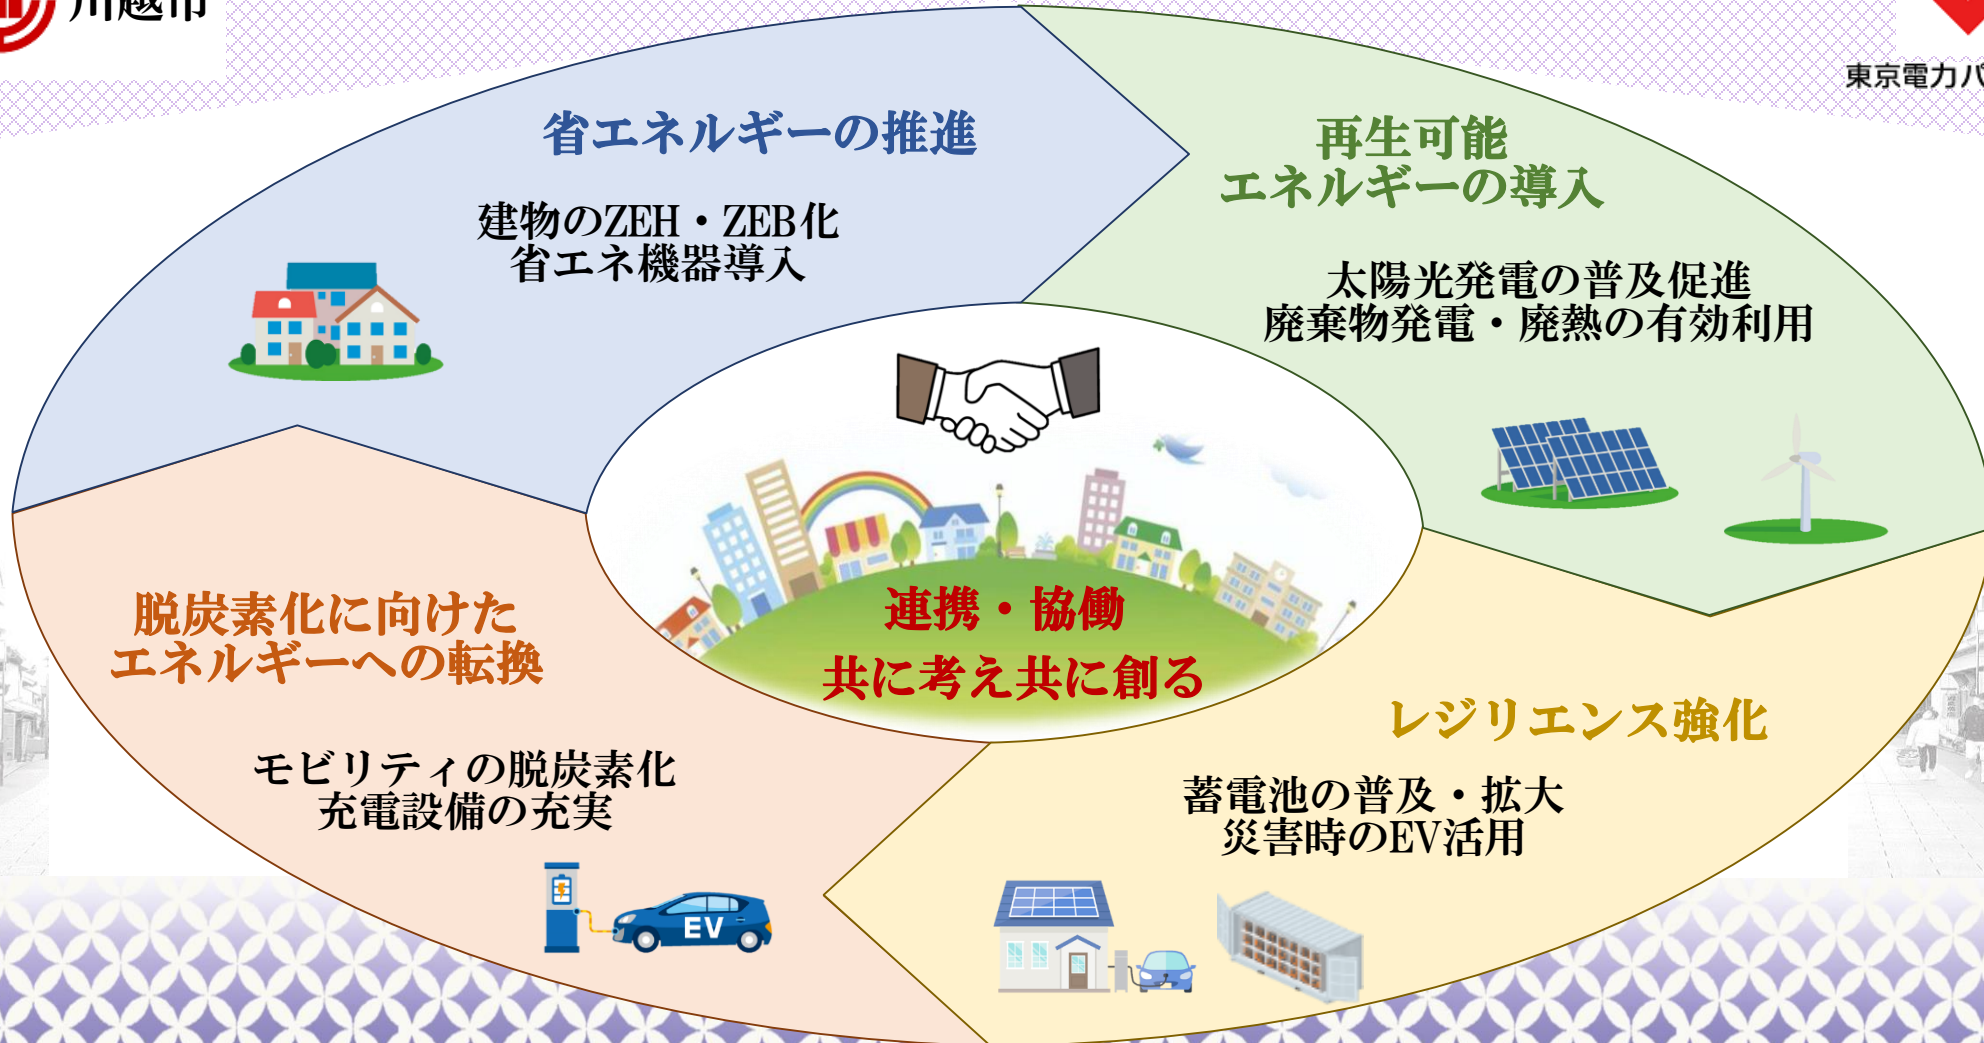 川越市
東京電力パ
省エネルギーの推進
建物のZEH・ZEB化
省エネ機器導入
再生可能
エネルギーの導入
太陽光発電の普及促進
廃棄物発電・廃熱の有効利用
連携・協働
共に考え共に創る
脱炭素化に向けた
エネルギーへの転換
モビリティの脱炭素化
充電設備の充実
EV
レジリエンス強化
蓄電池の普及・拡大
災害時のEV活用